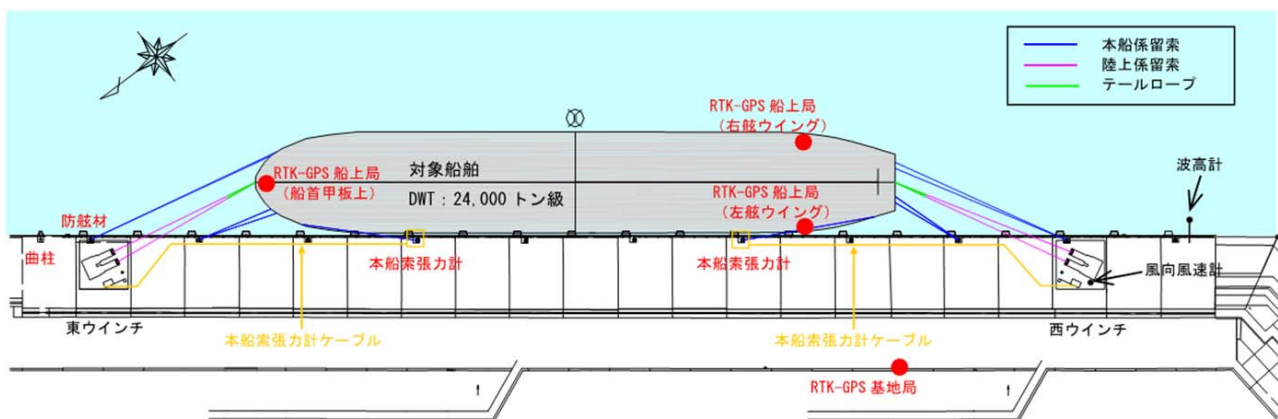 本船係留索
陸上係留索
テールロープ
RTK-GPS 船上局
（右舷ウイング）
対象船舶
DWT：24,000 トン級
RTK-GPS 船上局
（船首甲板上）
RTK-GPS 船上局
（左舷ウイング）
波高計
防舷材
曲柱
本船索張力計
本船索張力計
風向風速計
東ウインチ
西ウインチ
本船索張力計ケーブル
本船索張力計ケーブル
RTK-GPS 基地局